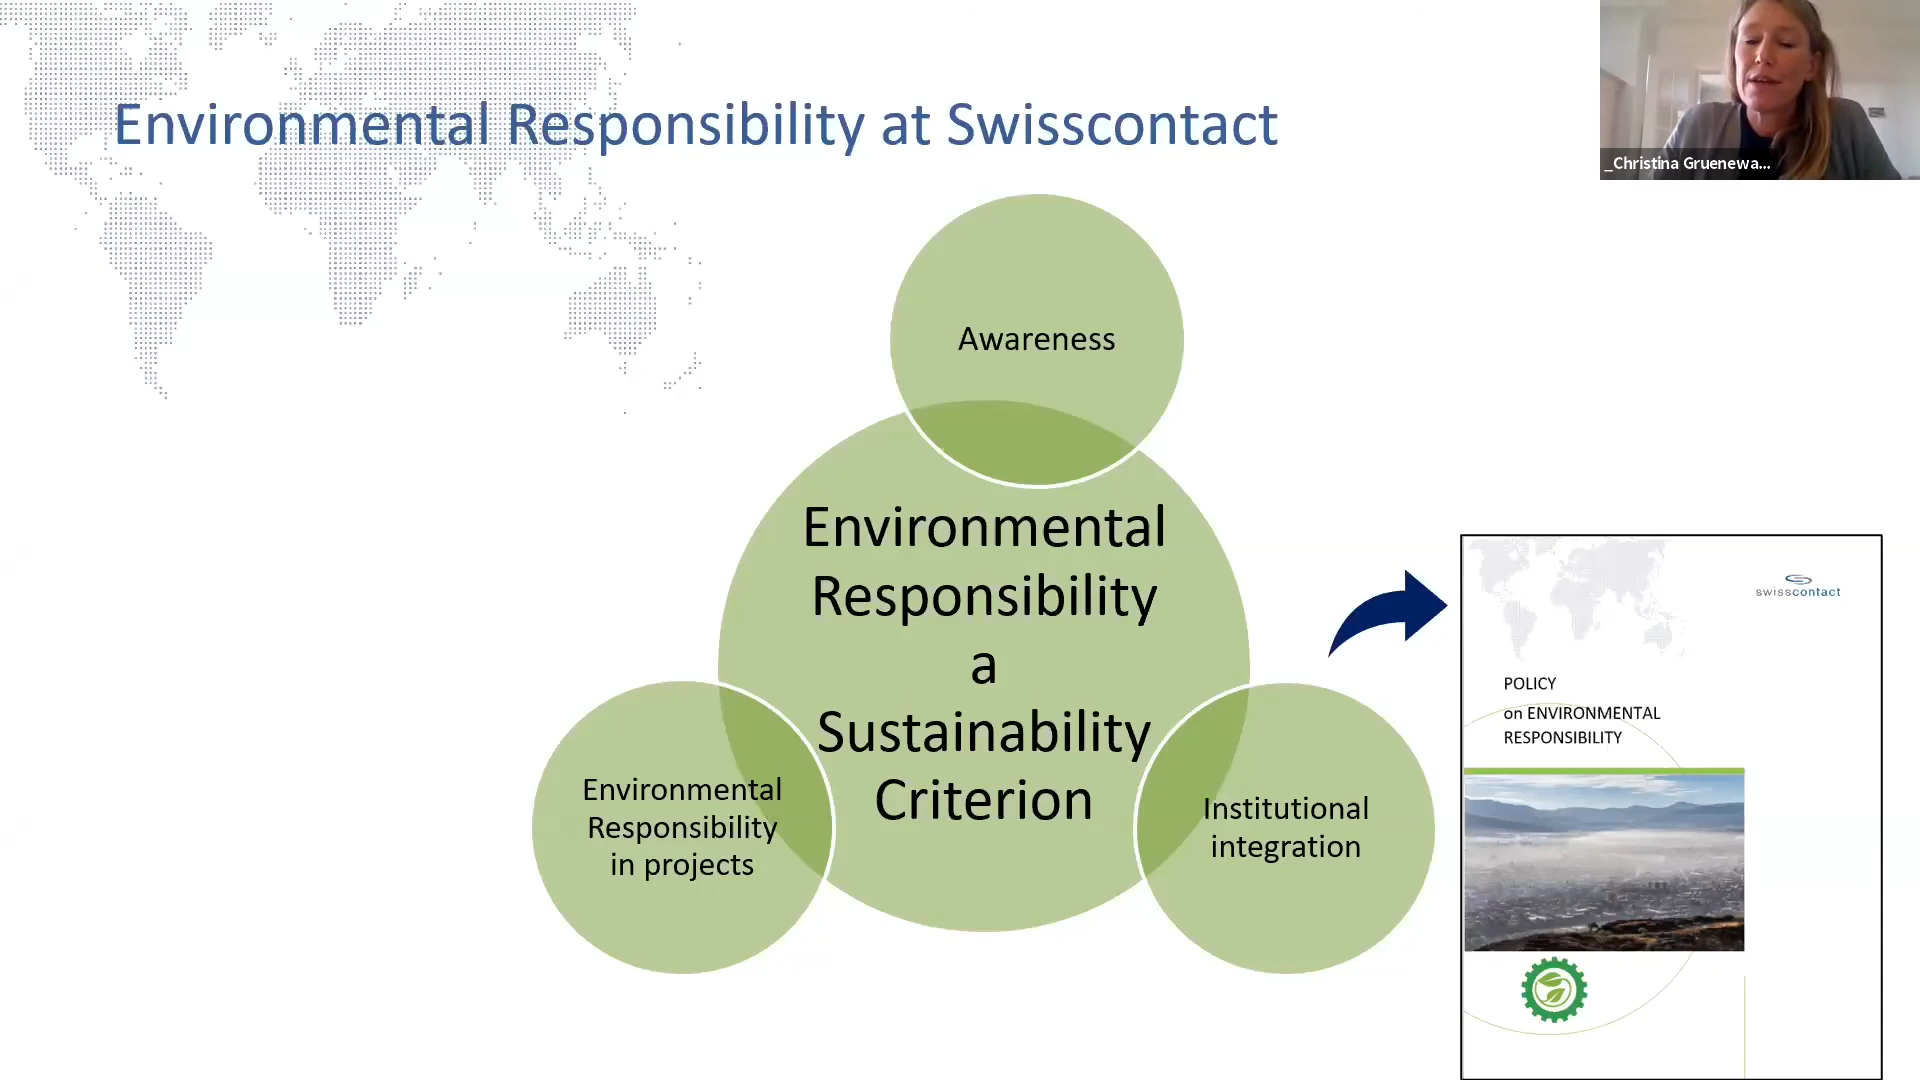 Environmental Responsibility at Swisscontact
_Christina Gruenewa...
Awareness
Environmental
Responsibility
a
Sustainability
Criterion
Environmental
Responsibility
in projects
Institutional
integration
swisscontact
POLICY
on ENVIRONMENTAL
RESPONSIBILITY